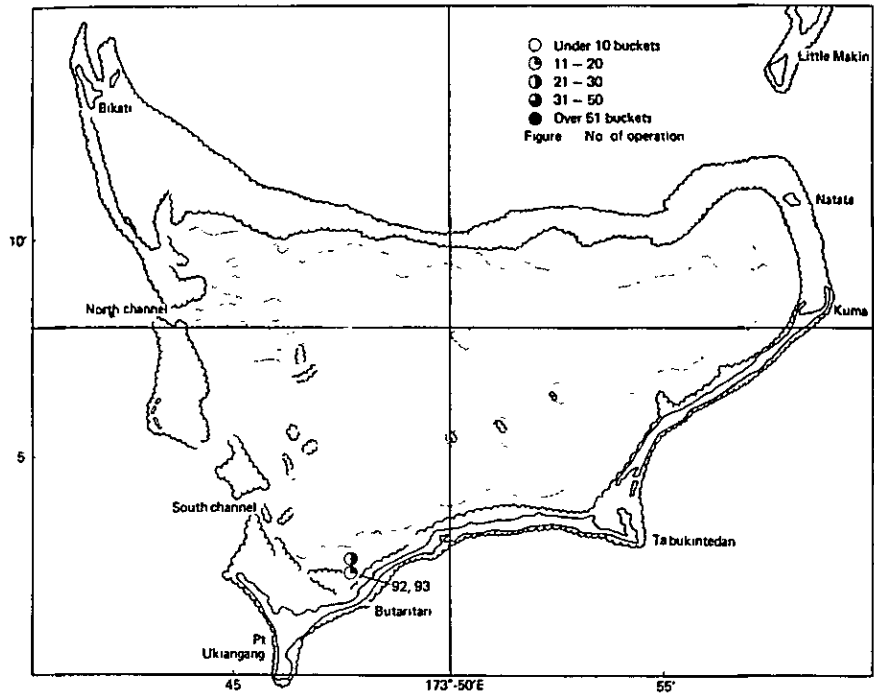 Under 10 buckets
11 – 20
21 – 30
31 – 50
Over 51 buckets
Figure No of operation
Little Makin
Bikati
Natata
10'
North channel
Kuma
5
South channel
Tabukintedan
92, 93
Butaritari
Pt
Ukiangang
45
173°-50'E
55'